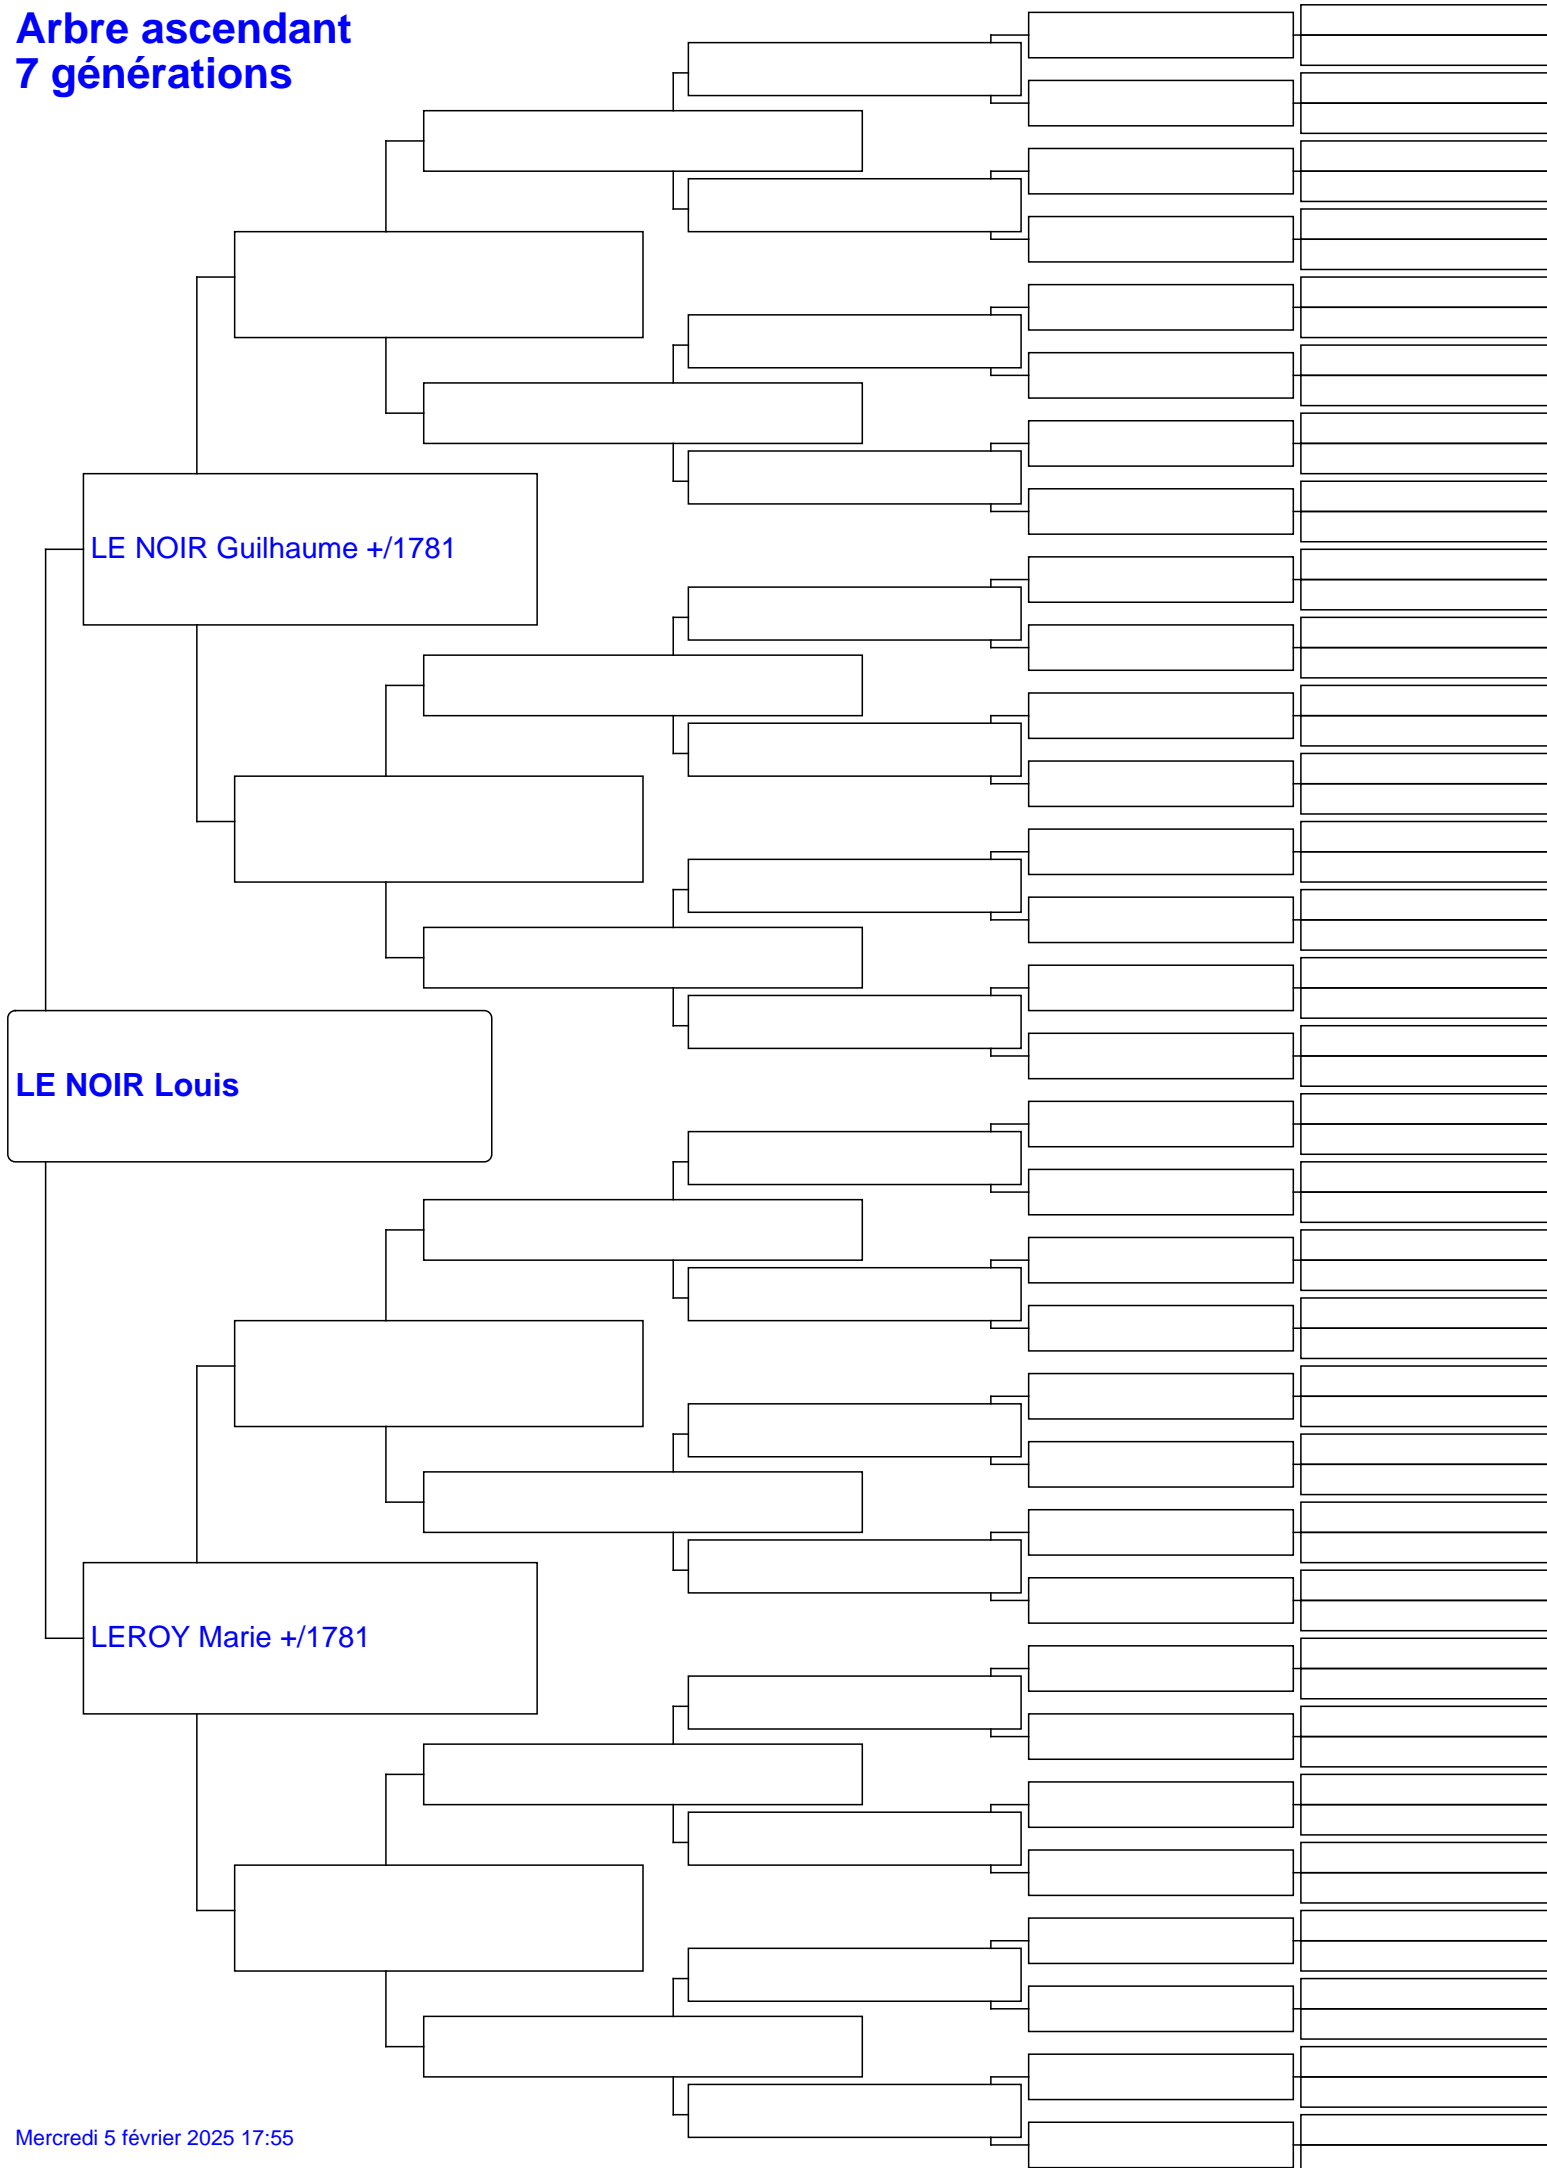 Arbre ascendant
7 générations
LE NOIR Guilhaume +/1781
LE NOIR Louis
LEROY Marie +/1781
Mercredi 5 février 2025 17:55